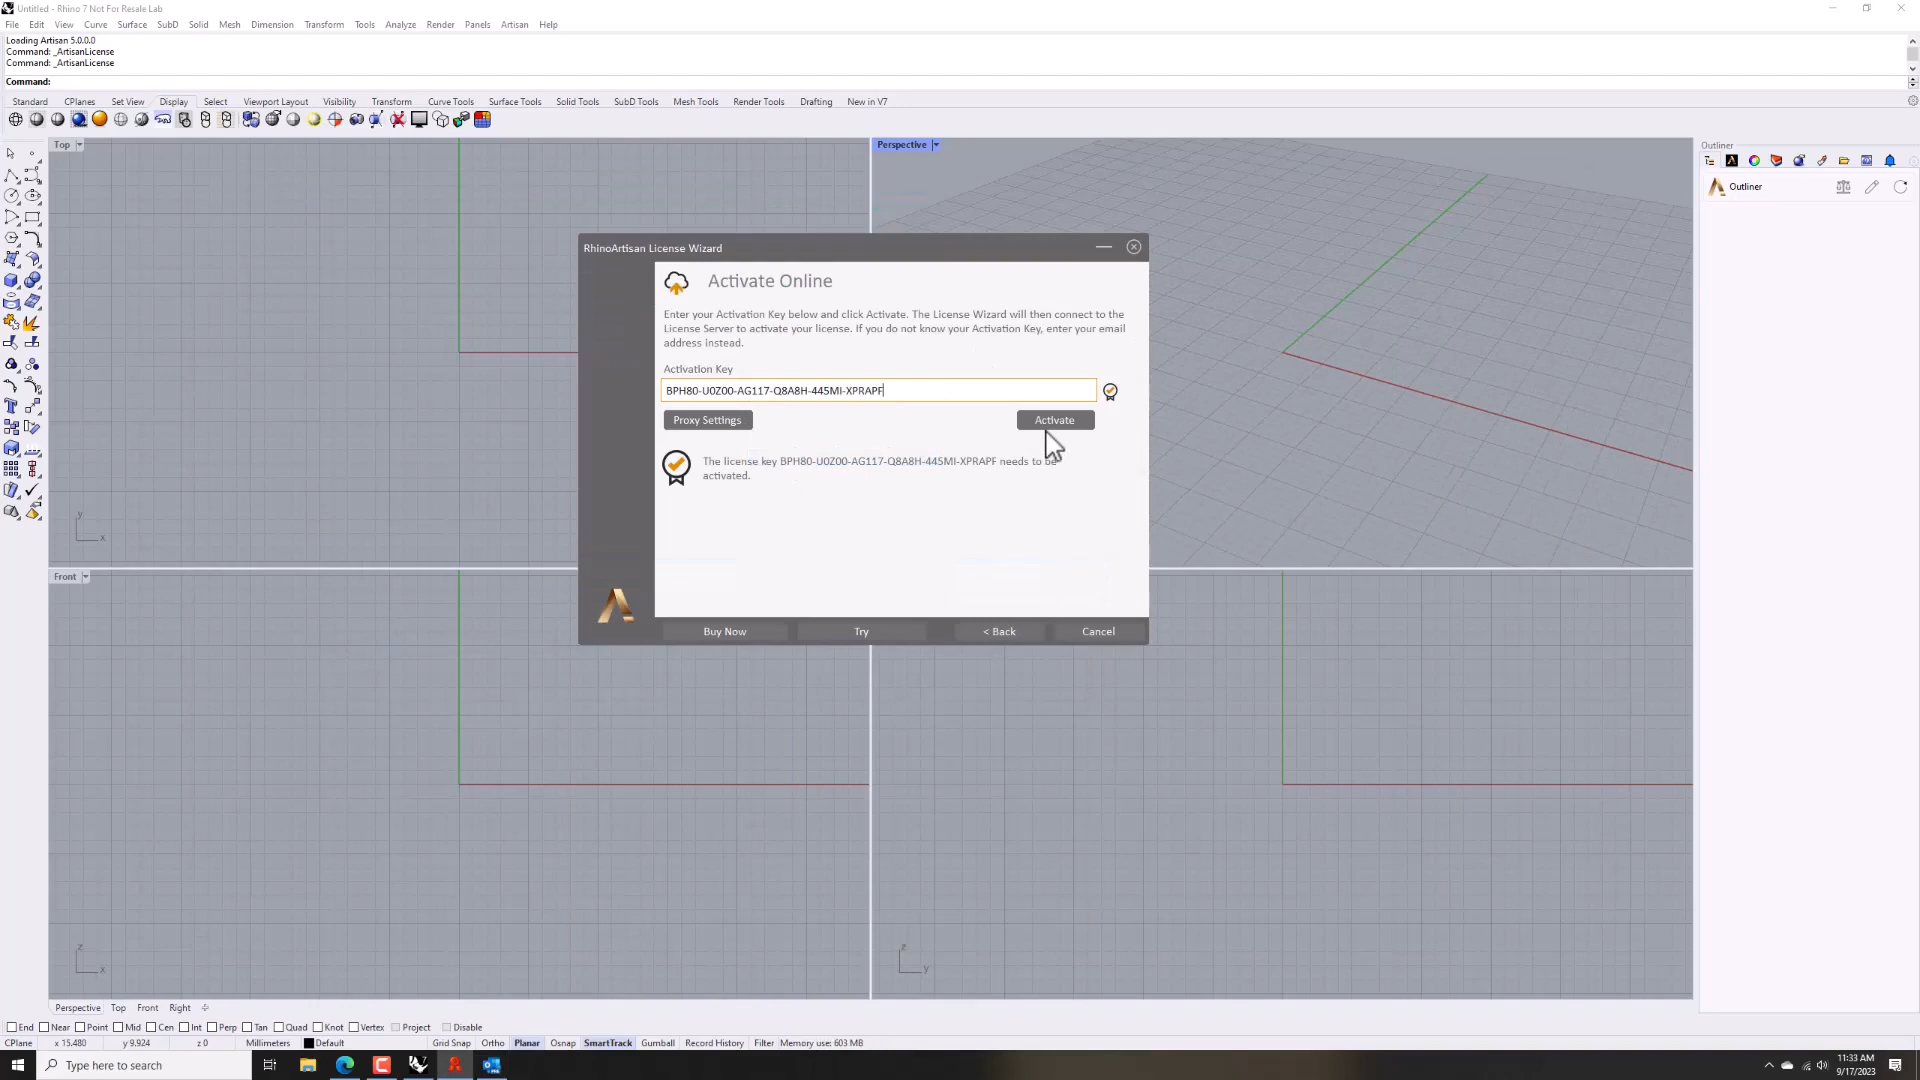 Untitled - Rhino 7 Not For Resale Lab
File Edit View Curve Surface SubD Solid Mesh Dimension Transform Tools Analyze Render Panels Artisan Help
Loading Artisan 5.0.0.0
Command: _ArtisanLicense
Command: _ArtisanLicense
Command:
Standard CPlanes Set View Display Select Viewport Layout Visibility Transform Curve Tools Surface Tools Solid Tools SubD Tools Mesh Tools Render Tools Drafting New in V7
Top
Perspective
Outliner
Outliner
RhinoArtisan License Wizard
Activate Online
Enter your Activation Key below and click Activate. The License Wizard will then connect to the
License Server to activate your license. If you do not know your Activation Key, enter your email
address instead.
Activation Key
BPH80-U0Z00-AG117-Q8A8H-445MI-XPRAPF
Proxy Settings Activate
The license key BPH80-U0Z00-AG117-Q8A8H-445MI-XPRAPF needs to be
activated.
y
x
Buy Now Try < Back Cancel
Front
z
x
z
y
Perspective Top Front Right
End Near Point Mid Cen Int Perp Tan Quad Knot Vertex Project Disable
CPlane x 15.480 y 9.924 z 0 Millimeters Default Grid Snap Ortho Planar Osnap SmartTrack Gumball Record History Filter Memory use: 603 MB
Type here to search
11:33 AM
9/17/2023